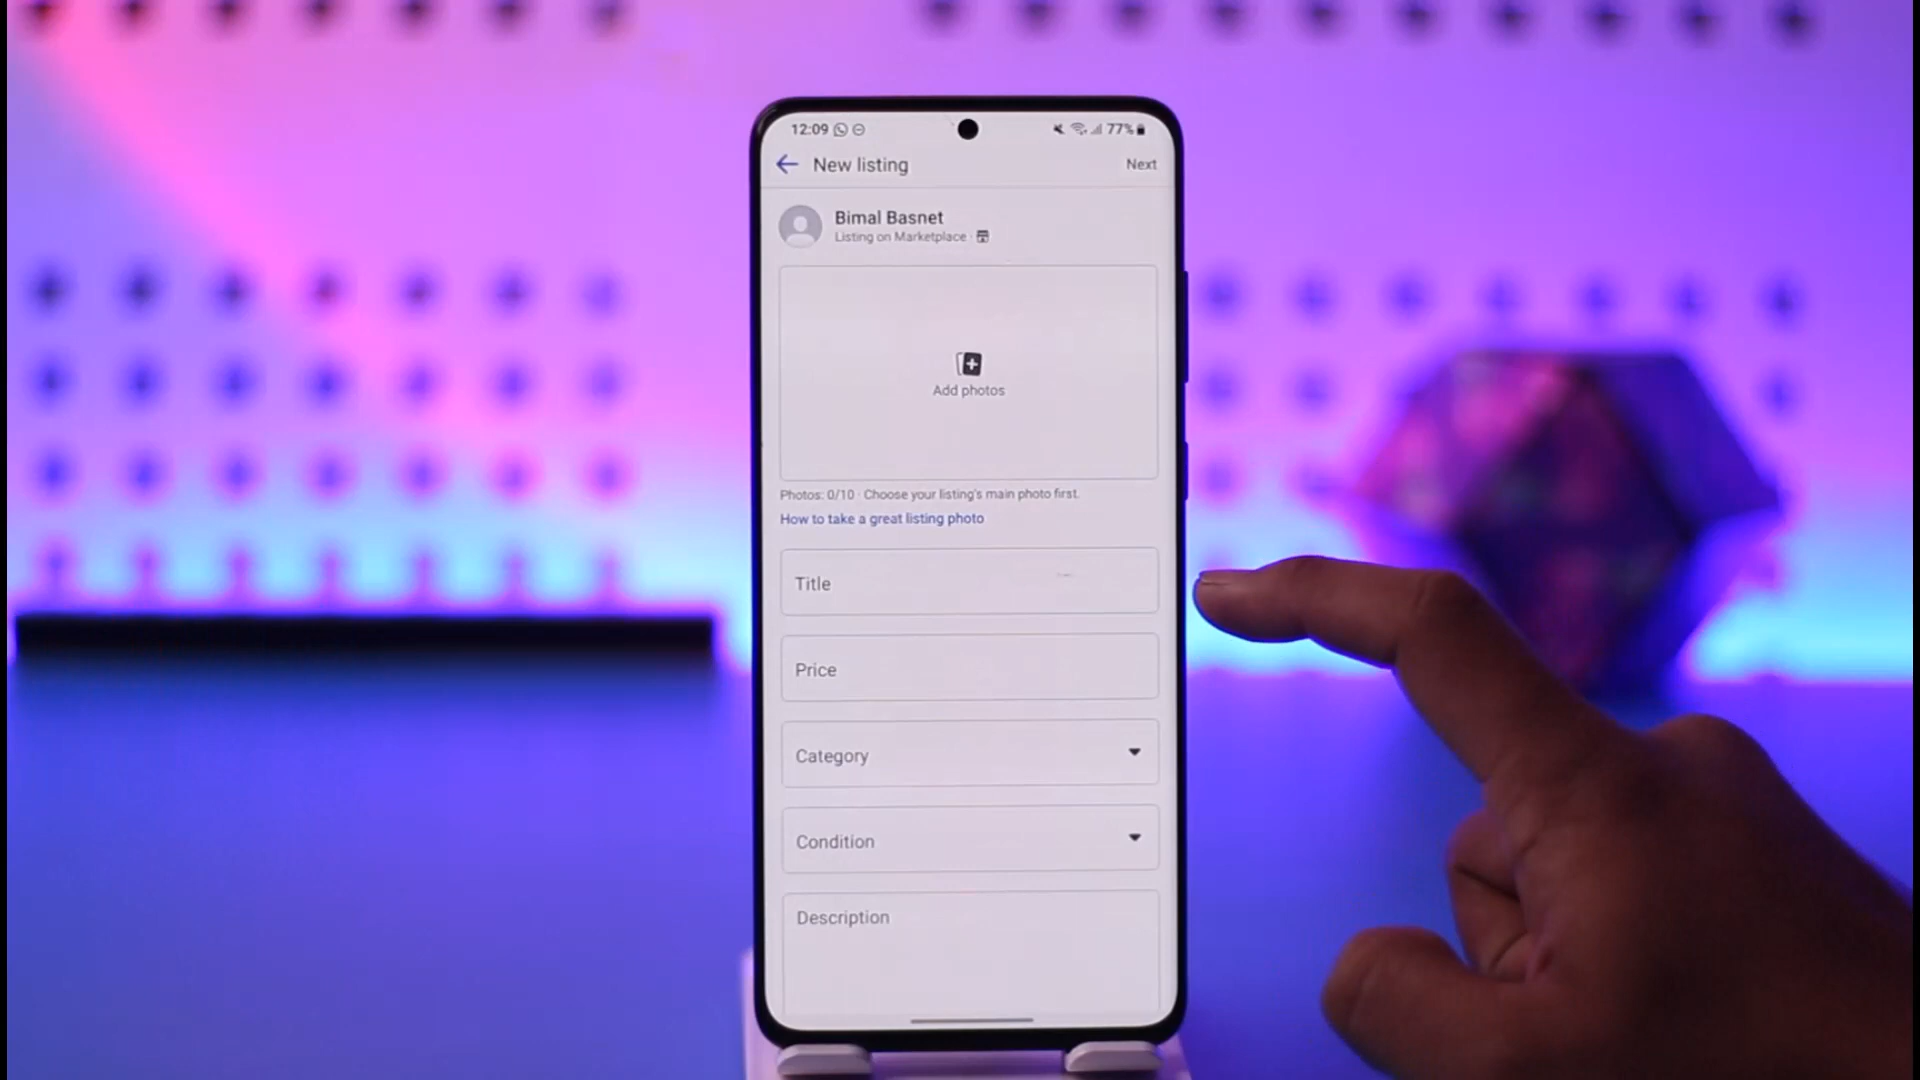 12:09 77%
New listing Next
Bimal Basnet
Listing on Marketplace ·
Add photos
Photos: 0/10 · Choose your listing's main photo first.
How to take a great listing photo
Title
Price
Category
Condition
Description